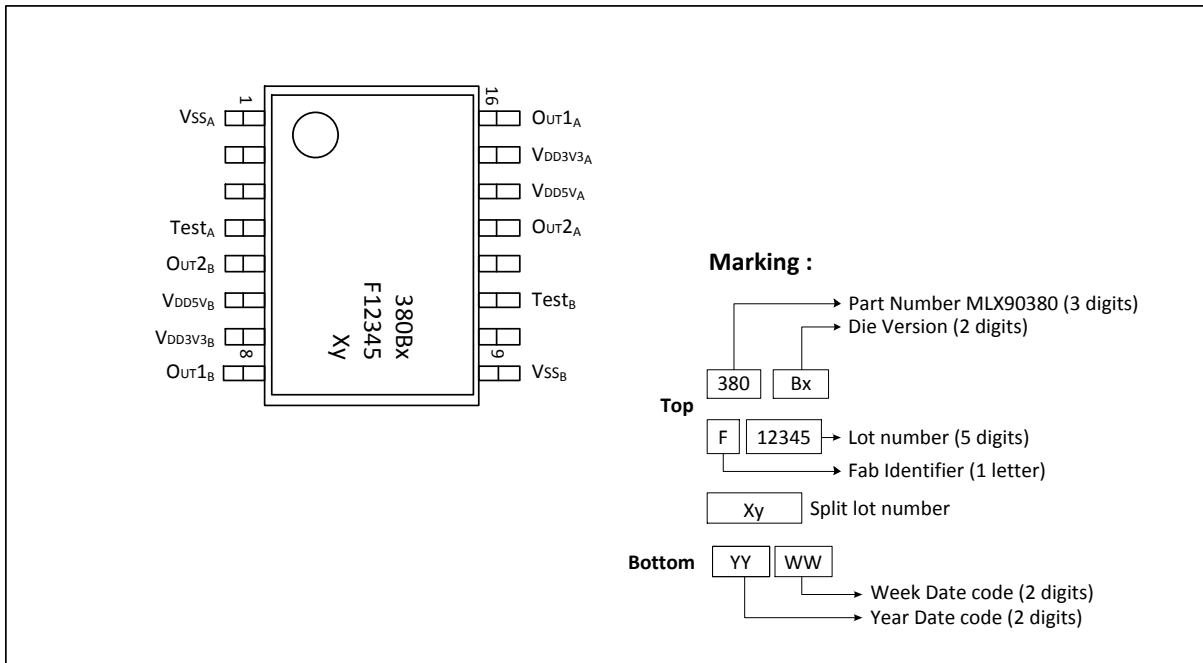 1
16
VSSA
OUT1A
VDD3V3A
VDD5VA
TestA
OUT2A
OUT2B
VDD5VB
TestB
VDD3V3B
8
9
OUT1B
VSSB
380Bx
F12345
Xy
Marking :
Part Number MLX90380 (3 digits)
Die Version (2 digits)
380 Bx
Top
F 12345 Lot number (5 digits)
Fab Identifier (1 letter)
Xy Split lot number
Bottom YY WW
Week Date code (2 digits)
Year Date code (2 digits)